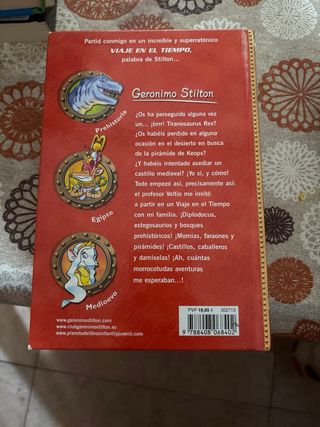 Partid conmigo en un increíble y superratónico
VIAJE EN EL TIEMPO,
palabra de Stilton...
Prehistoria
Egipto
Medioevo
Geronimo Stilton
¿Os ha perseguido alguna vez
un... ¡brrr! Tiranosaurus Rex?
¿Os habéis perdido en alguna
ocasión en el desierto en busca
de la pirámide de Keops?
¿Y habéis intentado asediar un
castillo medieval? ¡Yo sí, y cómo!
Todo empezó así, precisamente así:
el profesor Voltio me invitó
a partir en un Viaje en el Tiempo
con mi familia. ¡Diplodocus,
estegosaurios y bosques
prehistóricos! ¡Momias, faraones y
pirámides! ¡Castillos, caballeros
y damiselas! ¡Ah, cuántas
morrocotudas aventuras
me esperaban...!
PVP 19,95 € 302713
9 788408 068402
www.geronimostilton.com
www.clubgeronimostilton.es
www.planetadelibrosinfantilyjuvenil.com